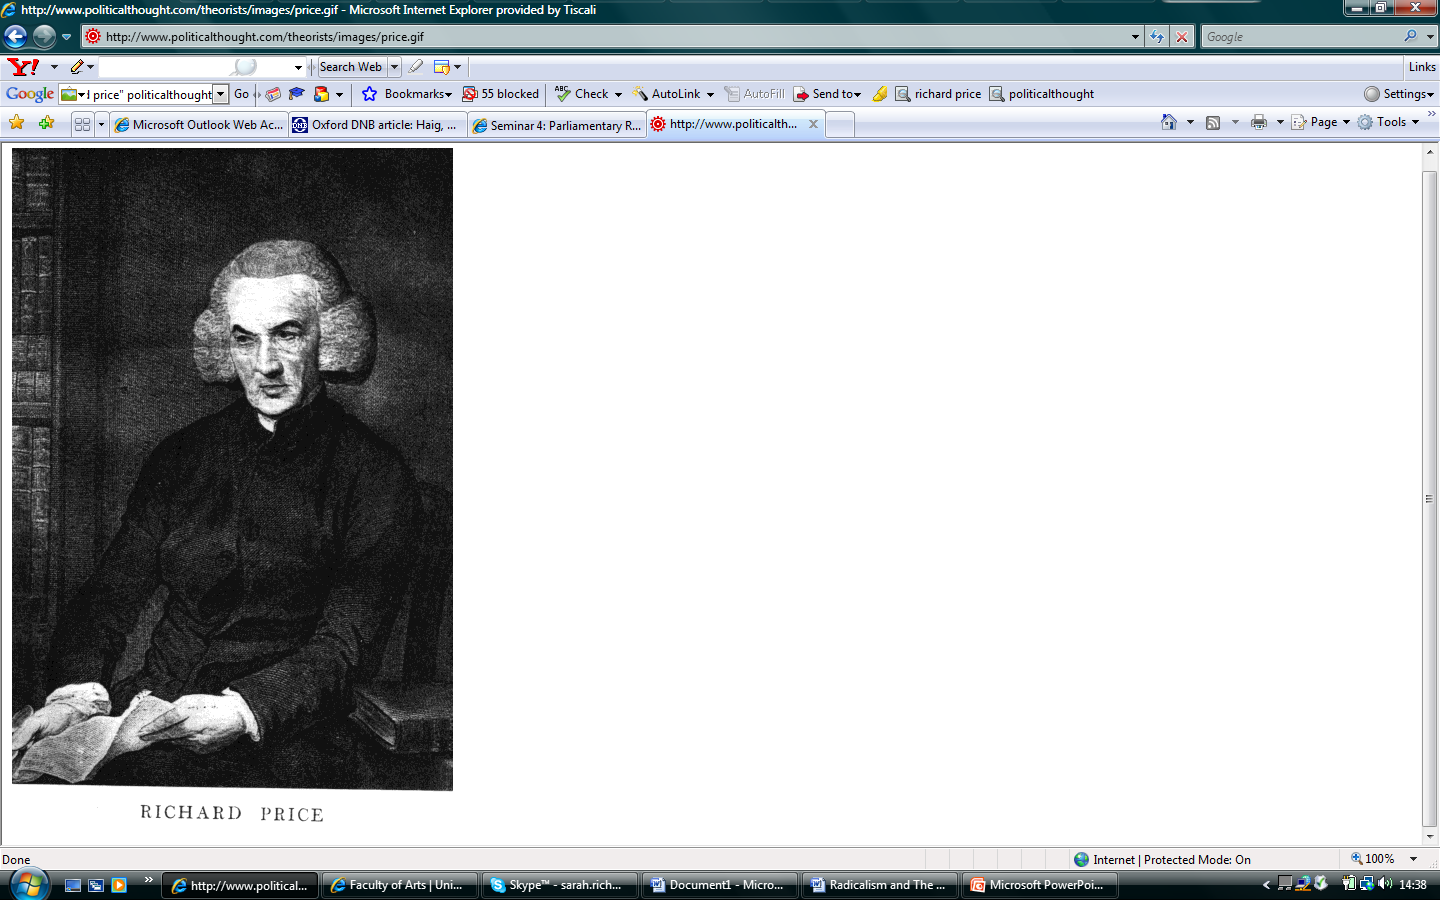 http://www.politicalthought.com/theorists/images/price.gif - Microsoft Internet Explorer provided by Tiscali
http://www.politicalthought.com/theorists/images/price.gif
Google
Y!
Search Web
Links
Google
l price" politicalthought
Go
Bookmarks
55 blocked
ABC
Check
AutoLink
AutoFill
Send to
richard price
politicalthought
Settings
Microsoft Outlook Web Ac...
Oxford DNB article: Haig, ...
Seminar 4: Parliamentary R...
http://www.politicalth...
Page
Tools
RICHARD PRICE
Done
Internet | Protected Mode: On
100%
http://www.political...
Faculty of Arts | Uni...
Skype™ - sarah.rich...
Document1 - Micro...
Radicalism and The ...
Microsoft PowerPoi...
14:38